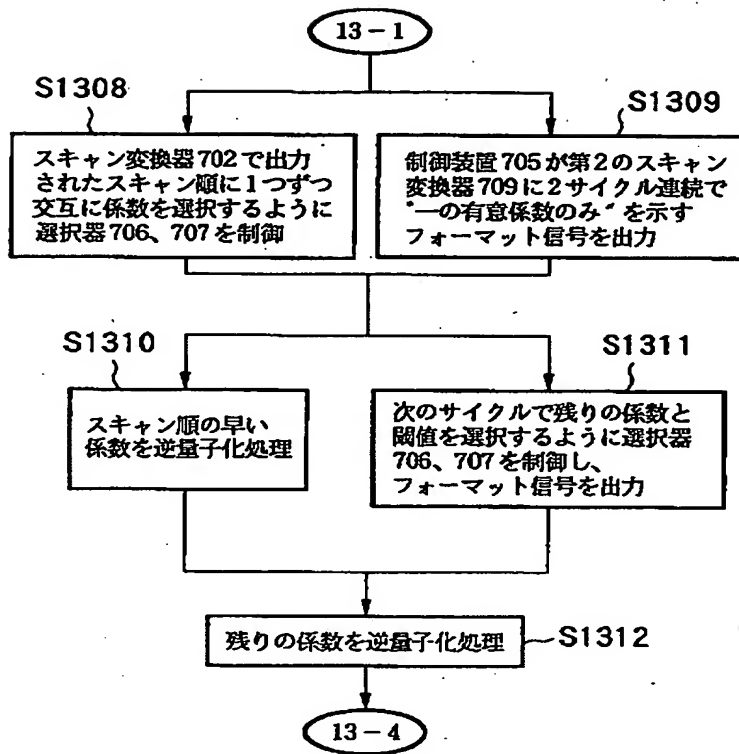 13-1
S1308
S1309
スキャン変換器702で出力
されたスキャン順に1つずつ
交互に係数を選択するように
選択器706、707を制御
制御装置705が第2のスキャン
変換器709に2サイクル連続で
"一の有意係数のみ"を示す
フォーマット信号を出力
S1310
S1311
スキャン順の早い
係数を逆量子化処理
次のサイクルで残りの係数と
閾値を選択するように選択器
706、707を制御し、
フォーマット信号を出力
残りの係数を逆量子化処理
S1312
13-4